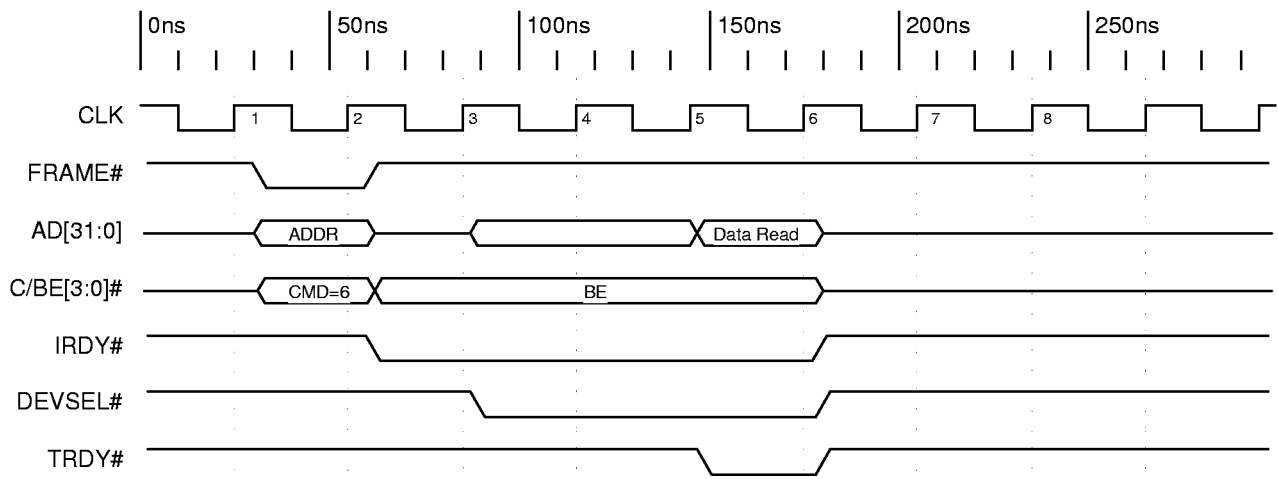 0ns 50ns 100ns 150ns 200ns 250ns
CLK 1 2 3 4 5 6 7 8
FRAME#
AD[31:0] ADDR Data Read
C/BE[3:0]# CMD=6 BE
IRDY#
DEVSEL#
TRDY#